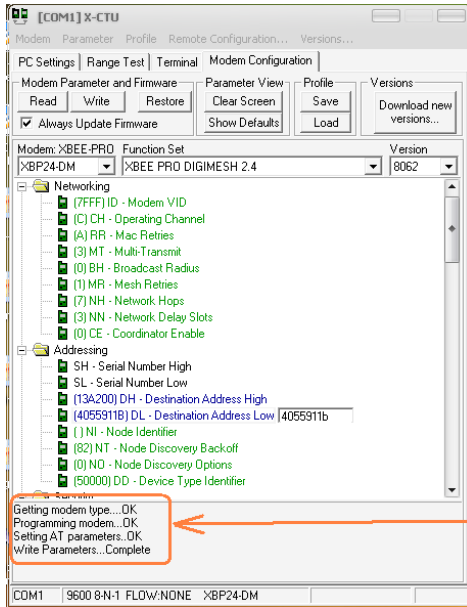 [COM1] X-CTU
Modem Parameter Profile Remote Configuration... Versions...
PC Settings Range Test Terminal Modem Configuration
Modem Parameter and Firmware Parameter View Profile Versions
Read Write Restore Clear Screen Save Download new versions...
Always Update Firmware Show Defaults Load
Modem: XBEE-PRO Function Set Version
XBP24-DM XBEE PRO DIGIMESH 2.4 8062
Networking
(7FFF) ID - Modem VID
(C) CH - Operating Channel
(A) RR - Mac Retries
(3) MT - Multi-Transmit
(0) BH - Broadcast Radius
(1) MR - Mesh Retries
(7) NH - Network Hops
(3) NN - Network Delay Slots
(0) CE - Coordinator Enable
Addressing
SH - Serial Number High
SL - Serial Number Low
(13A200) DH - Destination Address High
(4055911B) DL - Destination Address Low 4055911b
( ) NI - Node Identifier
(82) NT - Node Discovery Backoff
(0) NO - Node Discovery Options
(50000) DD - Device Type Identifier
Getting modem type....OK
Programming modem...OK
Setting AT parameters..OK
Write Parameters...Complete
COM1 9600 8-N-1 FLOW:NONE XBP24-DM